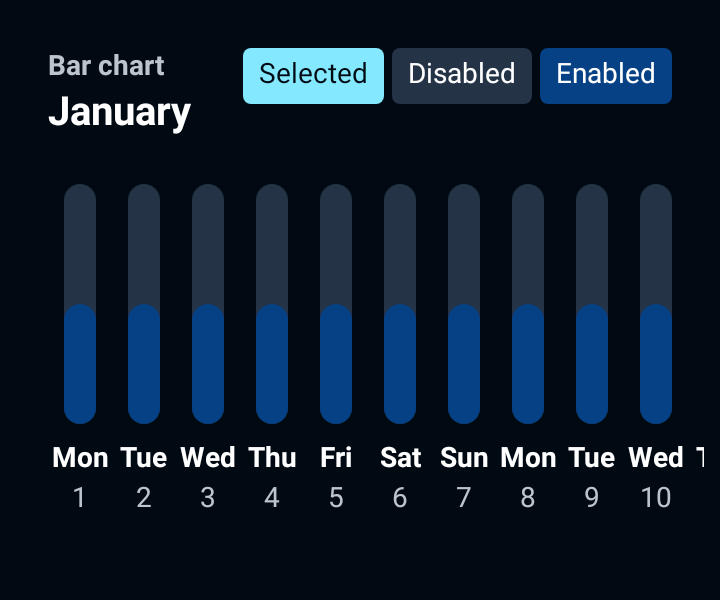 Bar chart
January
Selected Disabled Enabled
Mon Tue Wed Thu Fri Sat Sun Mon Tue Wed
1 2 3 4 5 6 7 8 9 10